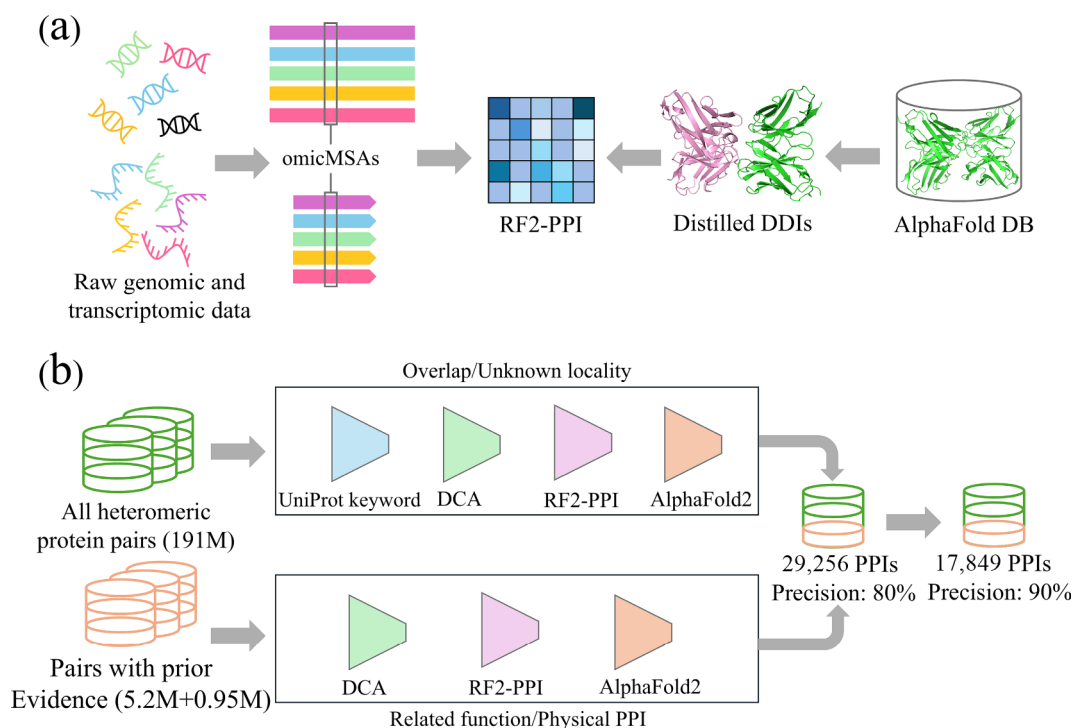 (a)
omicMSAs
Raw genomic and
transcriptomic data
RF2-PPI
Distilled DDIs
AlphaFold DB
(b)
Overlap/Unknown locality
UniProt keyword
DCA
RF2-PPI
AlphaFold2
All heteromeric
protein pairs (191M)
29,256 PPIs
Precision: 80%
17,849 PPIs
Precision: 90%
Pairs with prior
Evidence (5.2M+0.95M)
DCA
RF2-PPI
AlphaFold2
Related function/Physical PPI